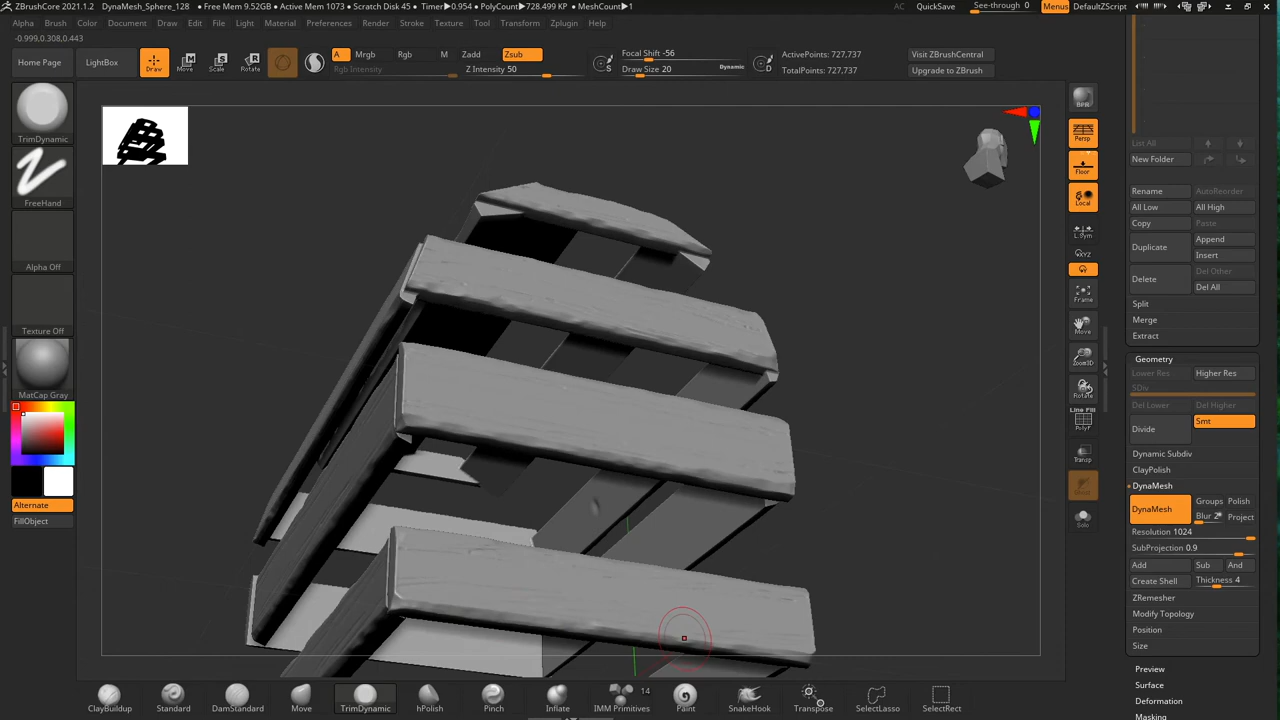 ZBrushCore 2021.1.2 DynaMesh_Sphere_128 • Free Mem 9.52GB • Active Mem 1073 • Scratch Disk 45 • Timer▸0.954 • PolyCount▸728.499 KP • MeshCount▸1 AC QuickSave See-through 0 Menus DefaultZScript
Alpha Brush Color Document Draw Edit File Light Material Preferences Render Stroke Texture Tool Transform Zplugin Help
-0.999,0.308,0.443
Home Page LightBox Draw Move Scale Rotate A Mrgb Rgb M Zadd Zsub Focal Shift -56 ActivePoints: 727,737 Visit ZBrushCentral
Rgb Intensity Z Intensity 50 Draw Size 20 Dynamic TotalPoints: 727,737 Upgrade to ZBrush
TrimDynamic
FreeHand
Alpha Off
Texture Off
MatCap Gray
Alternate
FillObject
BPR
Persp
Floor
Local
L.Sym
XYZ
Frame
Move
Zoom3D
Rotate
Line Fill
PolyF
Transp
Solo
List All
New Folder
Rename AutoReorder
All Low All High
Copy Paste
Duplicate Append
Insert
Delete Del Other
Del All
Split
Merge
Extract
Geometry
Lower Res Higher Res
SDiv
Del Lower Del Higher
Divide Smt
Dynamic Subdiv
ClayPolish
DynaMesh
DynaMesh Groups Polish
Blur 2 Project
Resolution 1024
SubProjection 0.9
Add Sub And
Create Shell Thickness 4
ZRemesher
Modify Topology
Position
Size
Preview
Surface
Deformation
Masking
ClayBuildup Standard DamStandard Move TrimDynamic hPolish Pinch Inflate IMM Primitives 14 Paint SnakeHook Transpose SelectLasso SelectRect